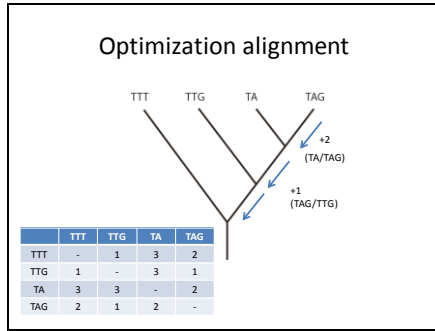 Optimization alignment
TTT TTG TA TAG
+2
(TA/TAG)
+1
(TAG/TTG)
TTT TTG TA TAG
TTT - 1 3 2
TTG 1 - 3 1
TA 3 3 - 2
TAG 2 1 2 -